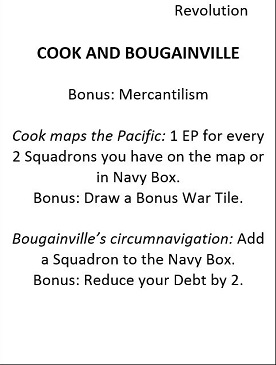 Revolution
COOK AND BOUGAINVILLE
Bonus: Mercantilism
Cook maps the Pacific: 1 EP for every
2 Squadrons you have on the map or
in Navy Box.
Bonus: Draw a Bonus War Tile.
Bougainville’s circumnavigation: Add
a Squadron to the Navy Box.
Bonus: Reduce your Debt by 2.